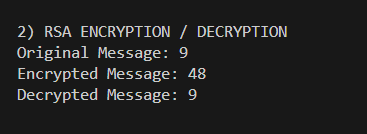 2) RSA ENCRYPTION / DECRYPTION
Original Message: 9
Encrypted Message: 48
Decrypted Message: 9